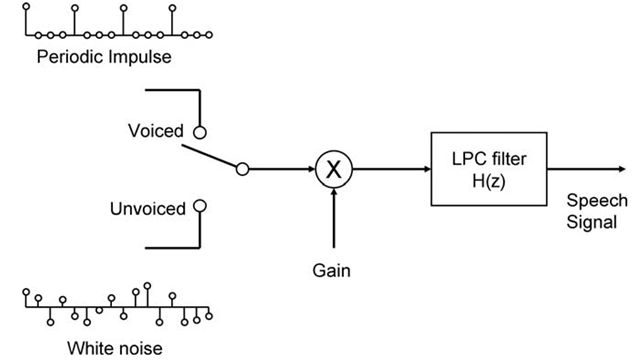 Periodic Impulse
Voiced
Unvoiced
X
LPC filter
H(z)
Speech
Signal
Gain
White noise